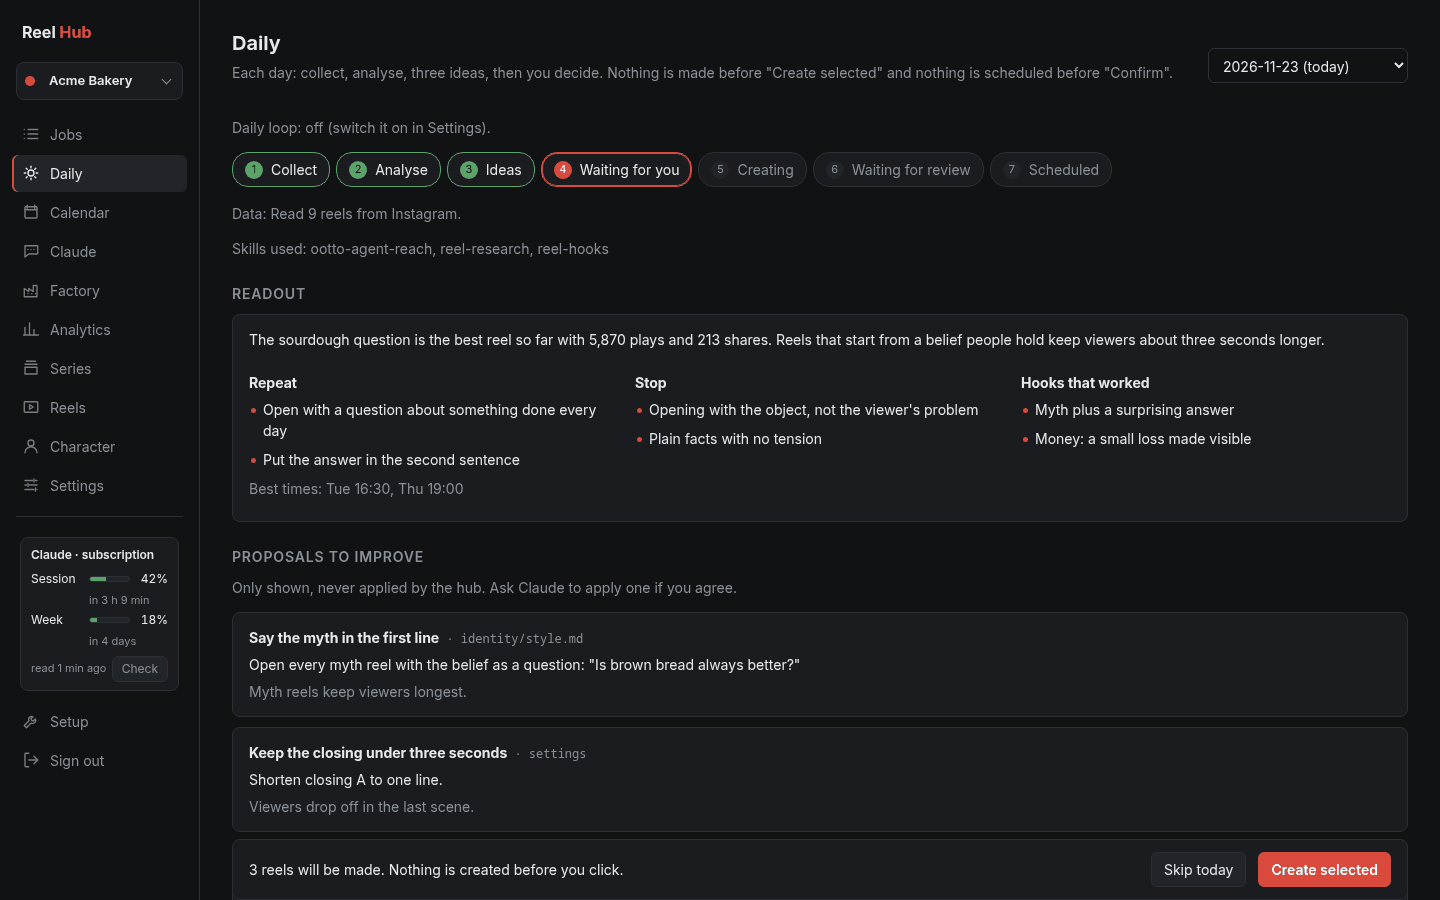 Reel Hub
Acme Bakery
Jobs
Daily
Calendar
Claude
Factory
Analytics
Series
Reels
Character
Settings
Claude · subscription
Session 42%
in 3 h 9 min
Week 18%
in 4 days
read 1 min ago Check
Setup
Sign out
Daily
Each day: collect, analyse, three ideas, then you decide. Nothing is made before "Create selected" and nothing is scheduled before "Confirm".
2026-11-23 (today)
Daily loop: off (switch it on in Settings).
1 Collect 2 Analyse 3 Ideas 4 Waiting for you 5 Creating 6 Waiting for review 7 Scheduled
Data: Read 9 reels from Instagram.
Skills used: ootto-agent-reach, reel-research, reel-hooks
READOUT
The sourdough question is the best reel so far with 5,870 plays and 213 shares. Reels that start from a belief people hold keep viewers about three seconds longer.
Repeat
Open with a question about something done every
day
Put the answer in the second sentence
Stop
Opening with the object, not the viewer's problem
Plain facts with no tension
Hooks that worked
Myth plus a surprising answer
Money: a small loss made visible
Best times: Tue 16:30, Thu 19:00
PROPOSALS TO IMPROVE
Only shown, never applied by the hub. Ask Claude to apply one if you agree.
Say the myth in the first line · identity/style.md
Open every myth reel with the belief as a question: "Is brown bread always better?"
Myth reels keep viewers longest.
Keep the closing under three seconds · settings
Shorten closing A to one line.
Viewers drop off in the last scene.
3 reels will be made. Nothing is created before you click.
Skip today
Create selected